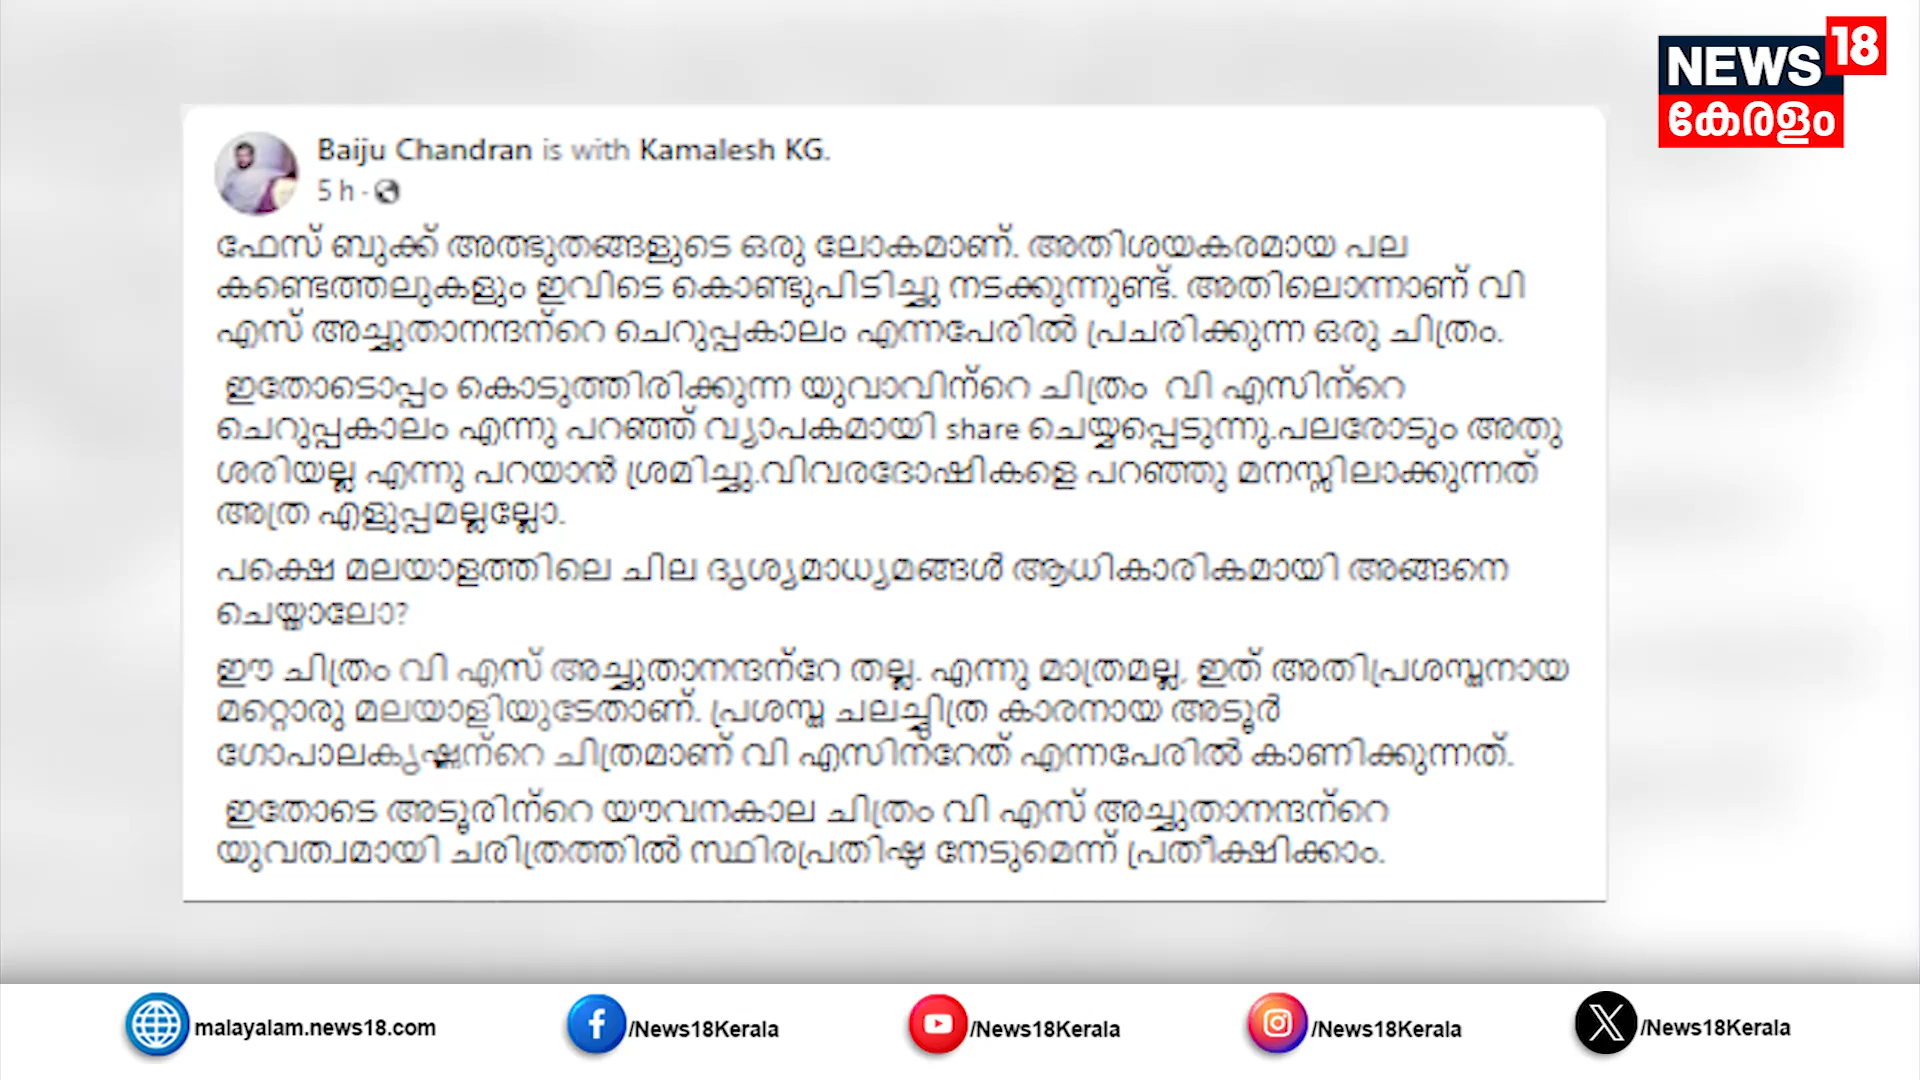 NEWS 18
കേരളം
Baiju Chandran is with Kamalesh KG.
5 h ·
ഫേസ് ബുക്ക് അത്ഭുതങ്ങളുടെ ഒരു ലോകമാണ്. അതിശയകരമായ പല
കണ്ടെത്തലുകളും ഇവിടെ കൊണ്ടുപിടിച്ചു നടക്കുന്നുണ്ട്. അതിലൊന്നാണ് വി
എസ് അച്ചുതാനന്ദന്റെ ചെറുപ്പകാലം എന്നപേരിൽ പ്രചരിക്കുന്ന ഒരു ചിത്രം.
ഇതോടൊപ്പം കൊടുത്തിരിക്കുന്ന യുവാവിന്റെ ചിത്രം വി എസിന്റെ
ചെറുപ്പകാലം എന്നു പറഞ്ഞ് വ്യാപകമായി share ചെയ്യപ്പെടുന്നു.പലരോടും അതു
ശരിയല്ല എന്നു പറയാൻ ശ്രമിച്ചു.വിവരദോഷികളെ പറഞ്ഞു മനസ്സിലാക്കുന്നത്
അത്ര എളുപ്പമല്ലല്ലോ.
പക്ഷെ മലയാളത്തിലെ ചില ദൃശ്യമാധ്യമങ്ങൾ ആധികാരികമായി അങ്ങനെ
ചെയ്താലോ?
ഈ ചിത്രം വി എസ് അച്ചുതാനന്ദന്റേ തല്ല. എന്നു മാത്രമല്ല, ഇത് അതിപ്രശസ്തനായ
മറ്റൊരു മലയാളിയുടേതാണ്. പ്രശസ്ത ചലച്ചിത്ര കാരനായ അടൂർ
ഗോപാലകൃഷ്ണന്റെ ചിത്രമാണ് വി എസിന്റേത് എന്നപേരിൽ കാണിക്കുന്നത്.
ഇതോടെ അടൂരിന്റെ യൗവനകാല ചിത്രം വി എസ് അച്ചുതാനന്ദന്റെ
യുവത്വമായി ചരിത്രത്തിൽ സ്ഥിരപ്രതിഷ്ഠ നേടുമെന്ന് പ്രതീക്ഷിക്കാം.
malayalam.news18.com /News18Kerala /News18Kerala /News18Kerala /News18Kerala